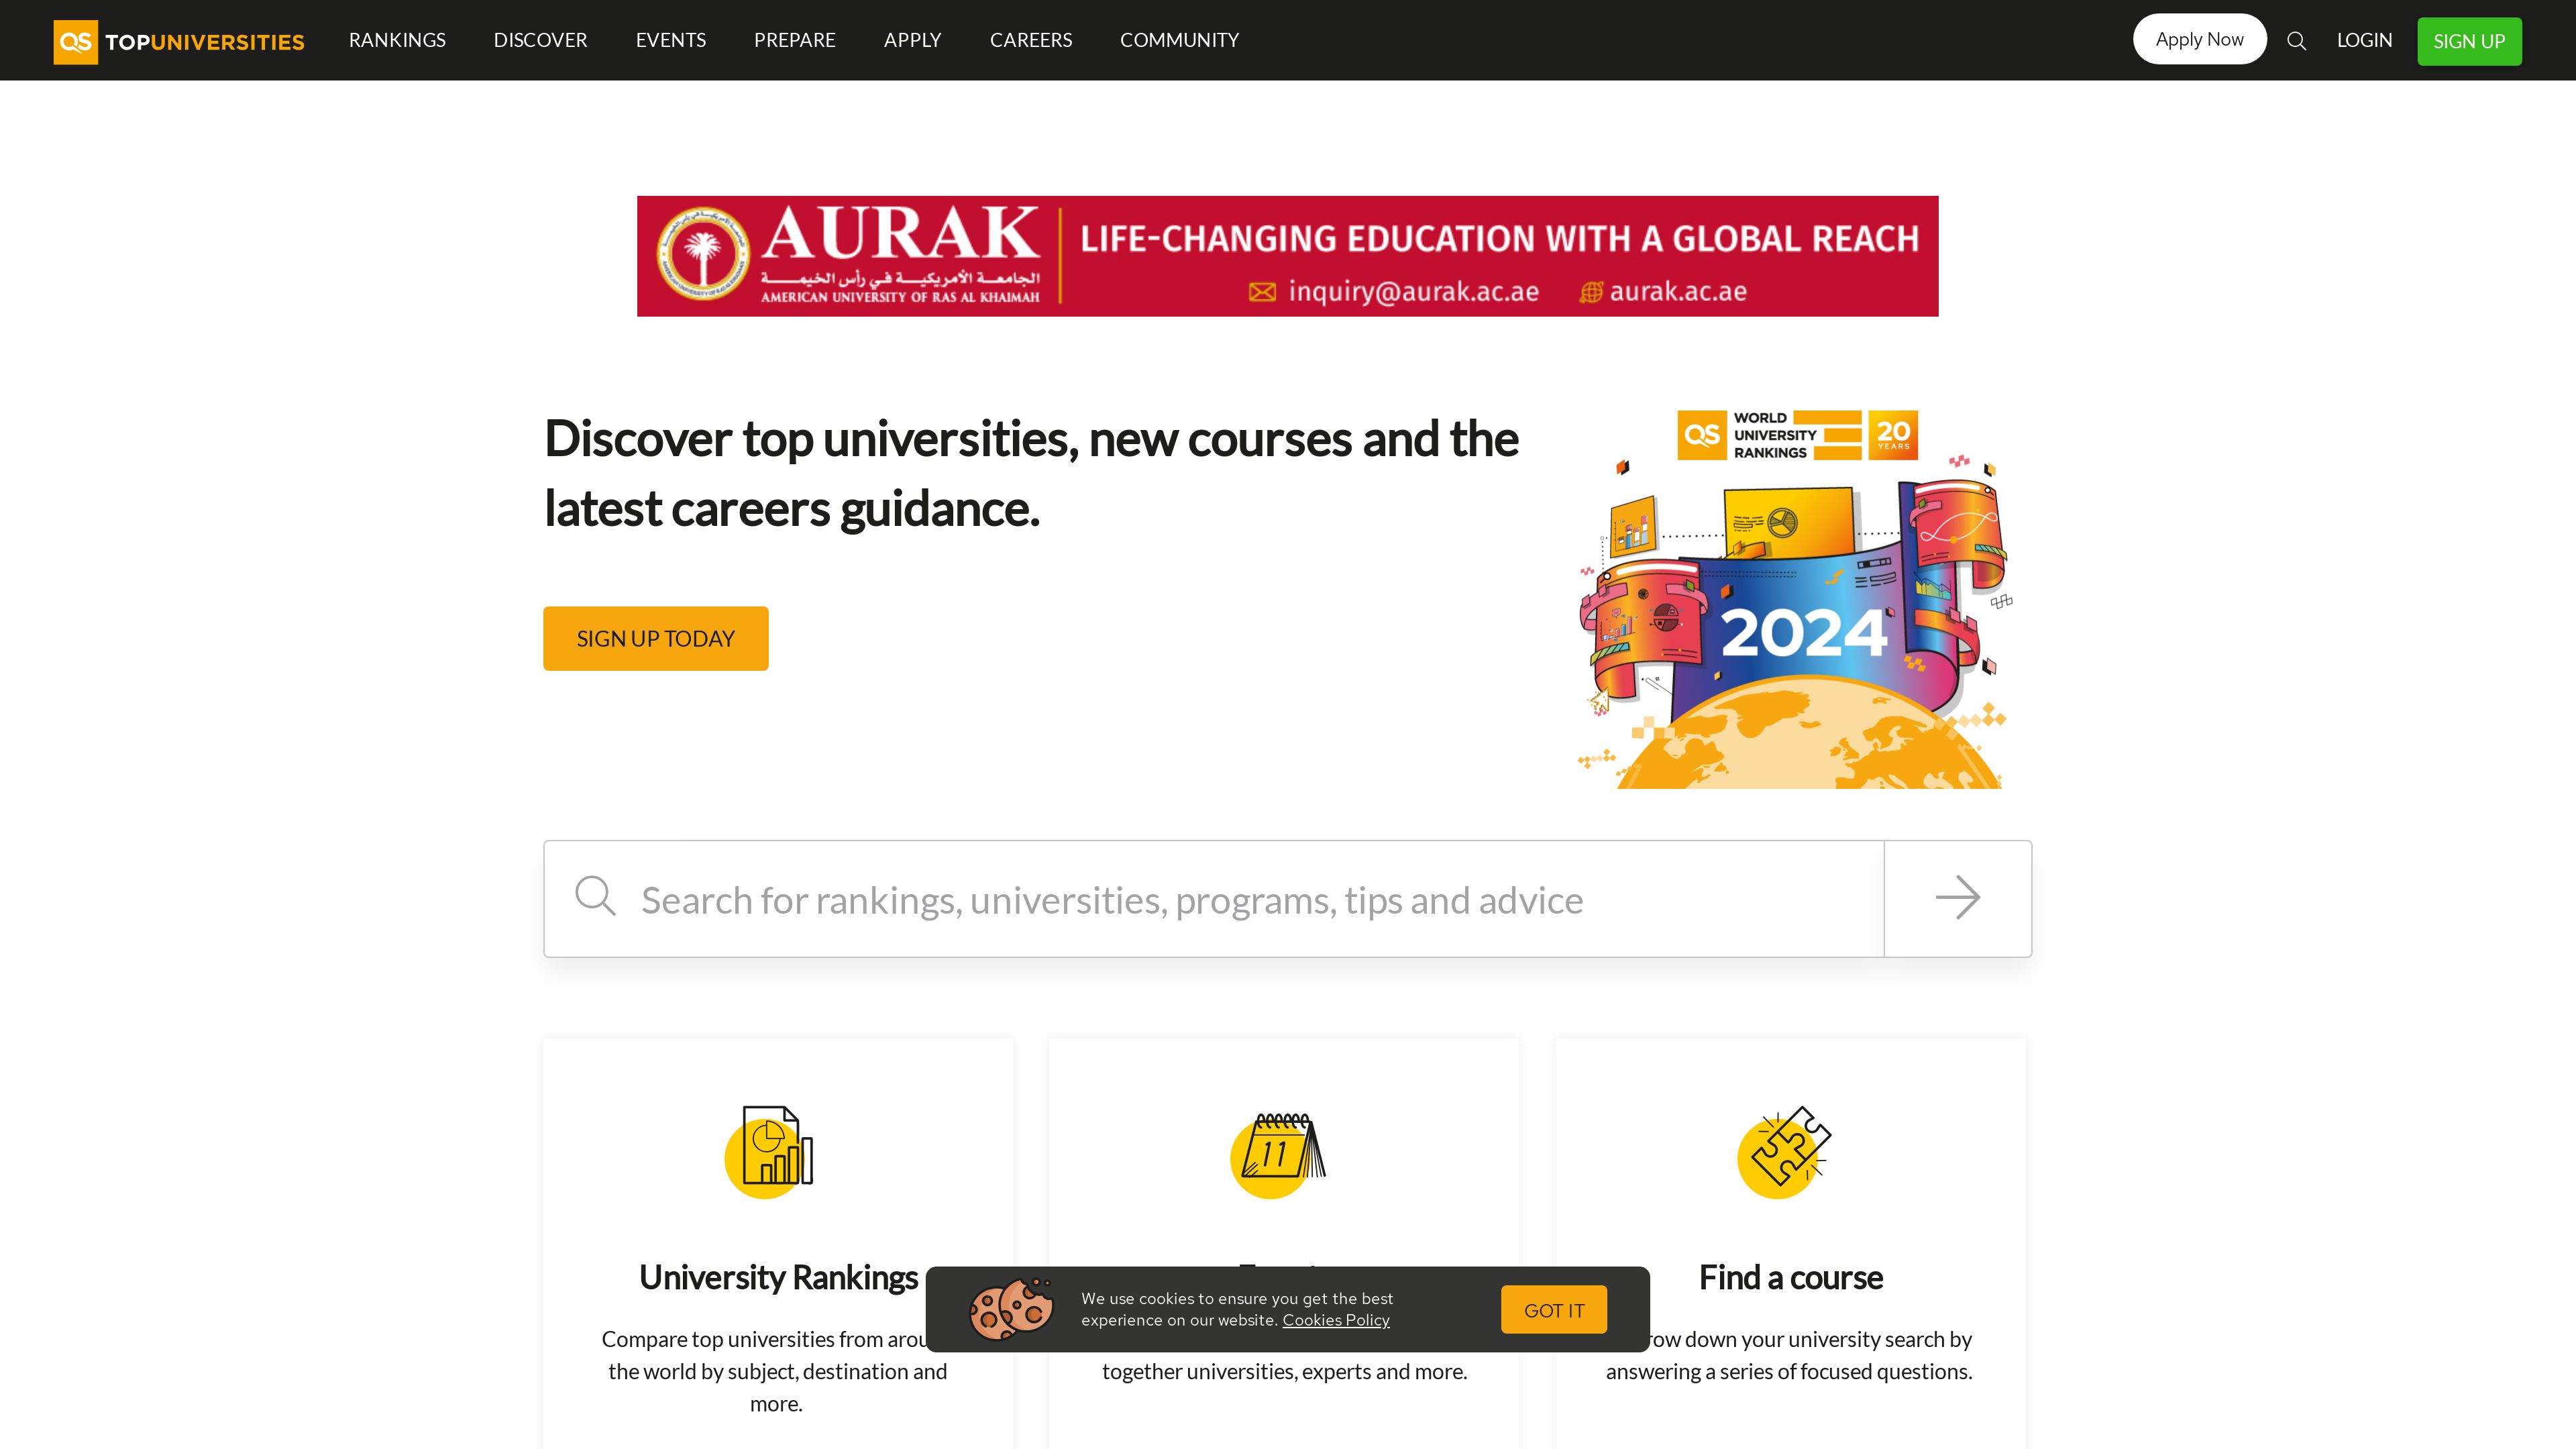 QS TOPUNIVERSITIES RANKINGS DISCOVER EVENTS PREPARE APPLY CAREERS COMMUNITY Apply Now LOGIN SIGN UP
AURAK
الجامعة الأمريكية في رأس الخيمة
AMERICAN UNIVERSITY OF RAS AL KHAIMAH
LIFE-CHANGING EDUCATION WITH A GLOBAL REACH
inquiry@aurak.ac.ae aurak.ac.ae
Discover top universities, new courses and the
latest careers guidance.
SIGN UP TODAY
QS WORLD
UNIVERSITY
RANKINGS
20
YEARS
2024
Search for rankings, universities, programs, tips and advice
11
University Rankings
Compare top universities from
the world by subject, destination and
more.
together universities, experts and more.
Find a course
down your university search by
answering a series of focused questions.
We use cookies to ensure you get the best
experience on our website. Cookies Policy
GOT IT